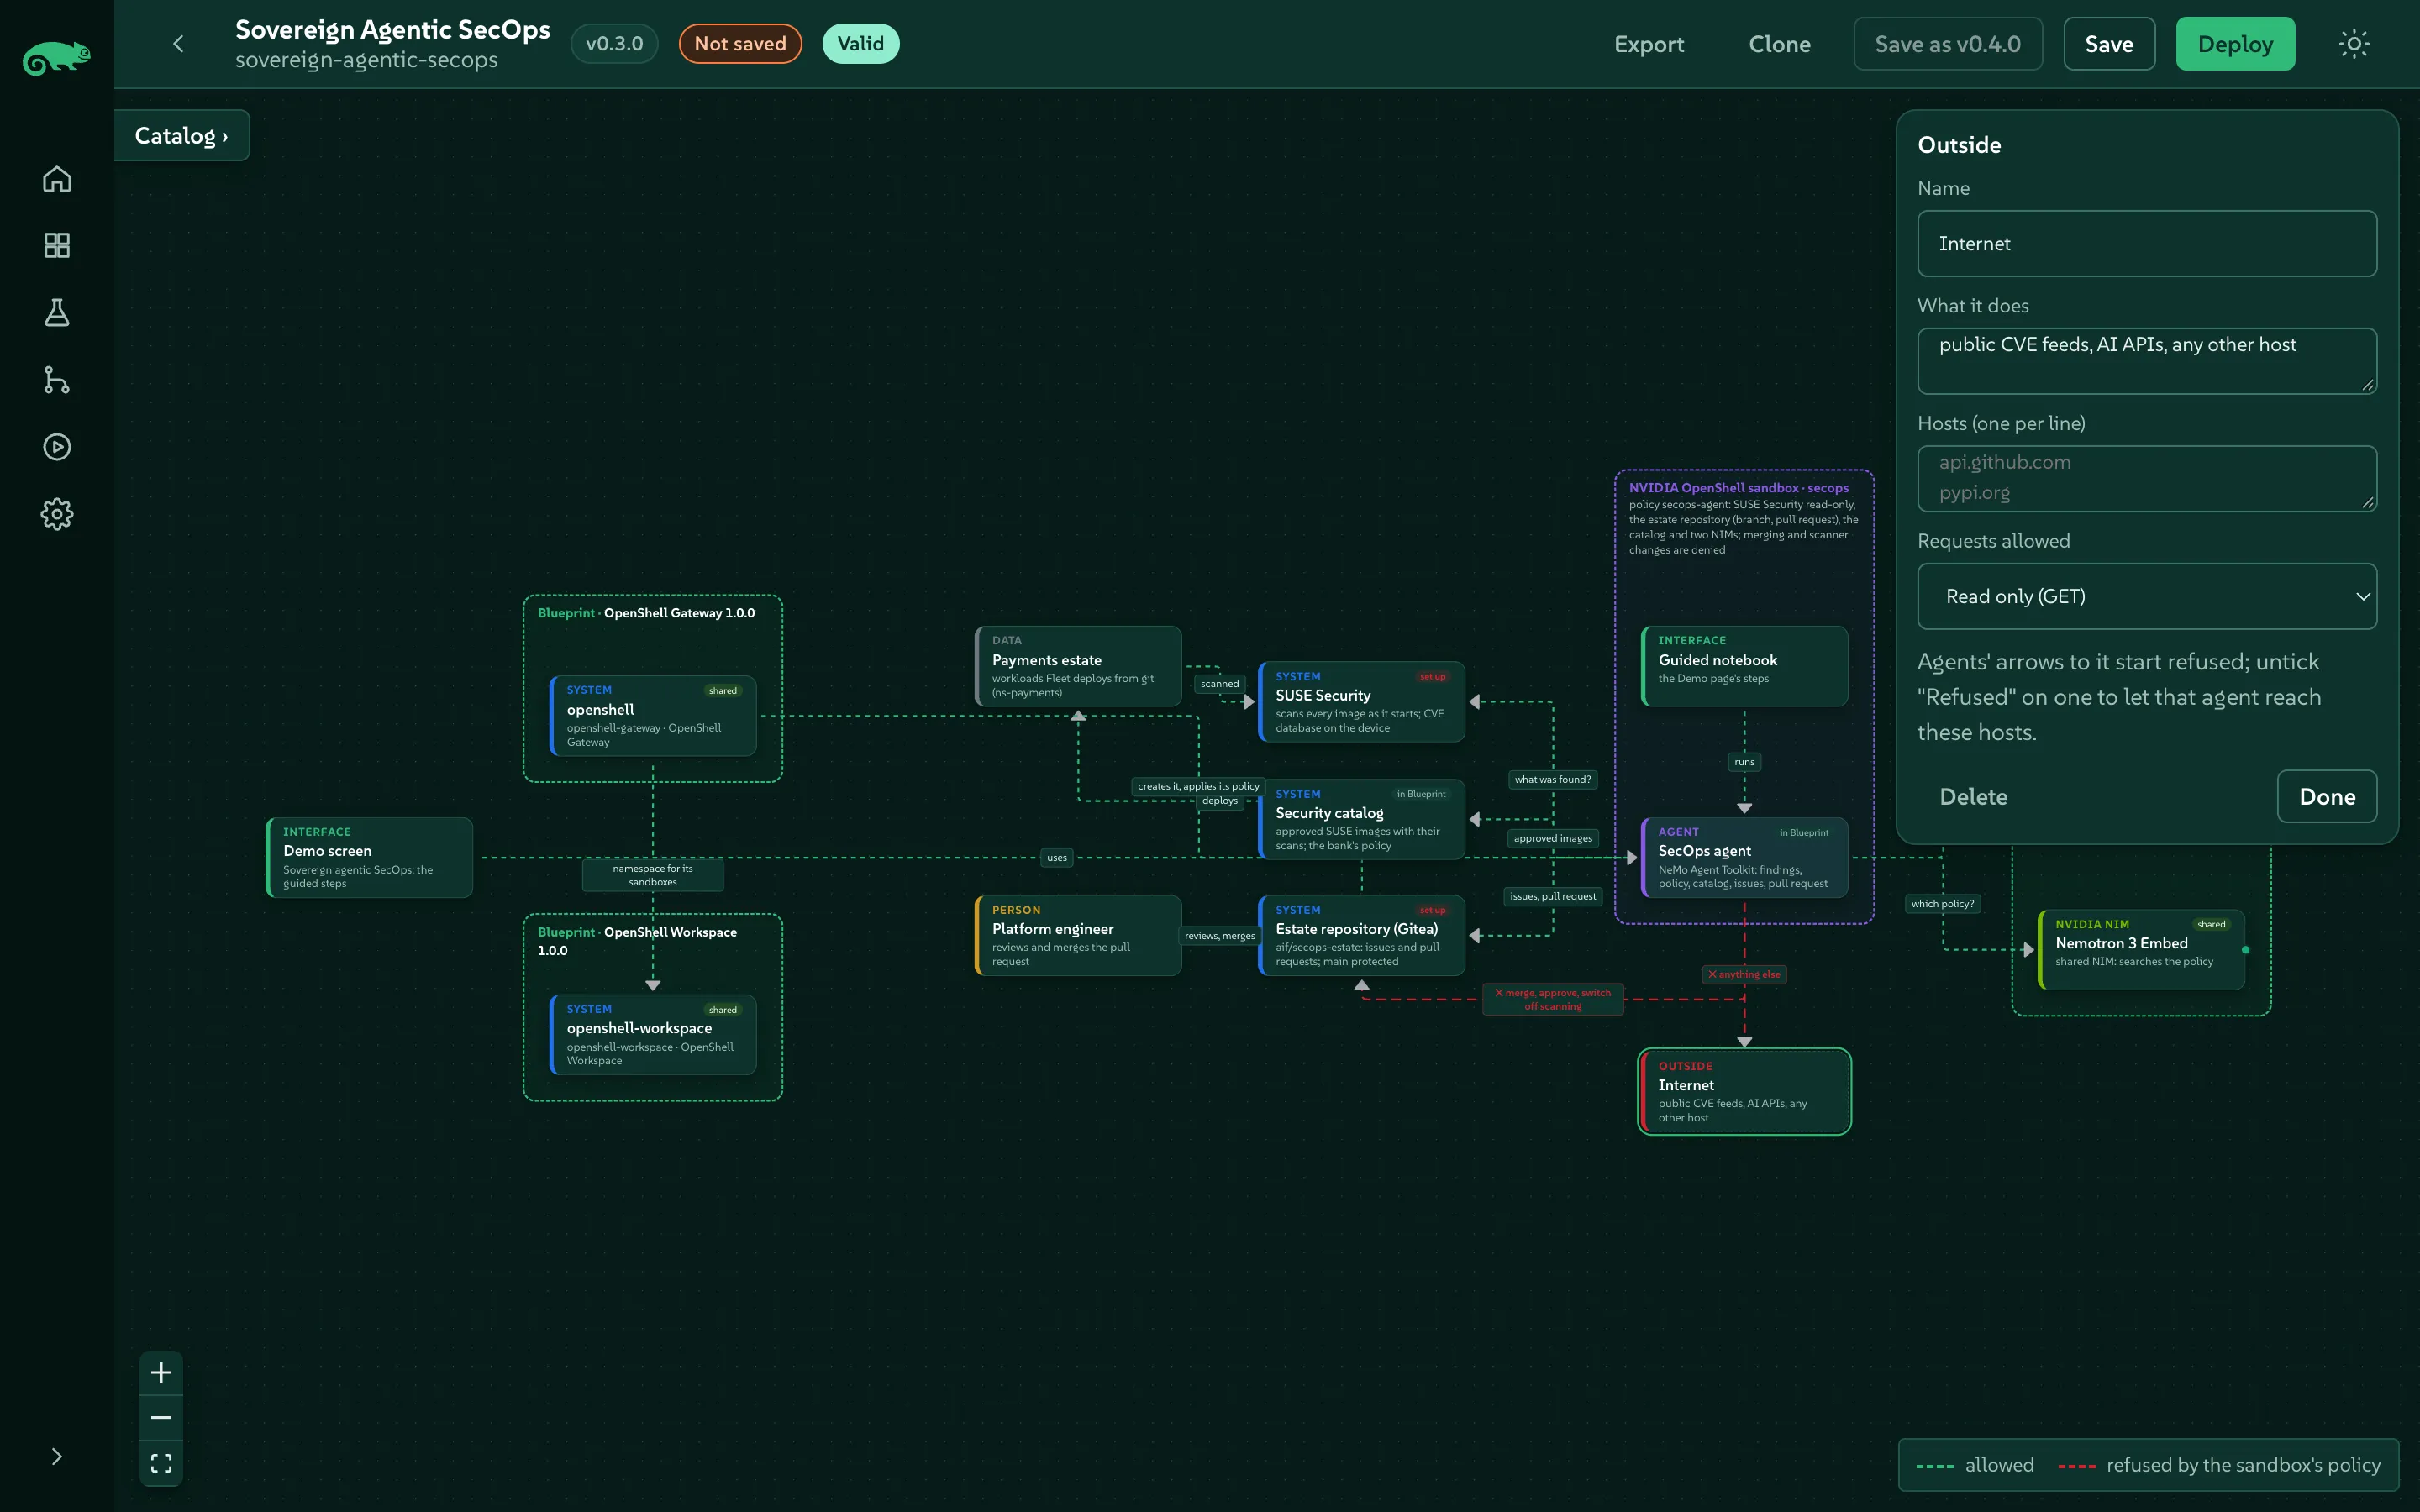 Sovereign Agentic SecOps
sovereign-agentic-secops
v0.3.0
Not saved
Valid
Export
Clone
Save as v0.4.0
Save
Deploy
Catalog ›
Outside
Name
Internet
What it does
public CVE feeds, AI APIs, any other host
Hosts (one per line)
api.github.com
pypi.org
Requests allowed
Read only (GET)
Agents' arrows to it start refused; untick
"Refused" on one to let that agent reach
these hosts.
Delete
Done
NVIDIA OpenShell sandbox · secops
policy secops-agent: SUSE Security read-only,
the estate repository (branch, pull request), the
catalog and two NIMs; merging and scanner
changes are denied
INTERFACE
Guided notebook
the Demo page's steps
runs
AGENT
in Blueprint
SecOps agent
NeMo Agent Toolkit: findings,
policy, catalog, issues, pull request
Blueprint · OpenShell Gateway 1.0.0
SYSTEM
shared
openshell
openshell-gateway · OpenShell
Gateway
DATA
Payments estate
workloads Fleet deploys from git
(ns-payments)
scanned
SYSTEM
set up
SUSE Security
scans every image as it starts; CVE
database on the device
what was found?
creates it, applies its policy
deploys
SYSTEM
in Blueprint
Security catalog
approved SUSE images with their
scans; the bank's policy
approved images
INTERFACE
Demo screen
Sovereign agentic SecOps: the
guided steps
uses
namespace for its
sandboxes
PERSON
Platform engineer
reviews and merges the pull
request
reviews, merges
SYSTEM
set up
Estate repository (Gitea)
aif/secops-estate: issues and pull
requests; main protected
issues, pull request
which policy?
NVIDIA NIM
shared
Nemotron 3 Embed
shared NIM: searches the policy
Blueprint · OpenShell Workspace
1.0.0
SYSTEM
shared
openshell-workspace
openshell-workspace · OpenShell
Workspace
✕ anything else
✕ merge, approve, switch
off scanning
OUTSIDE
Internet
public CVE feeds, AI APIs, any
other host
allowed
refused by the sandbox's policy